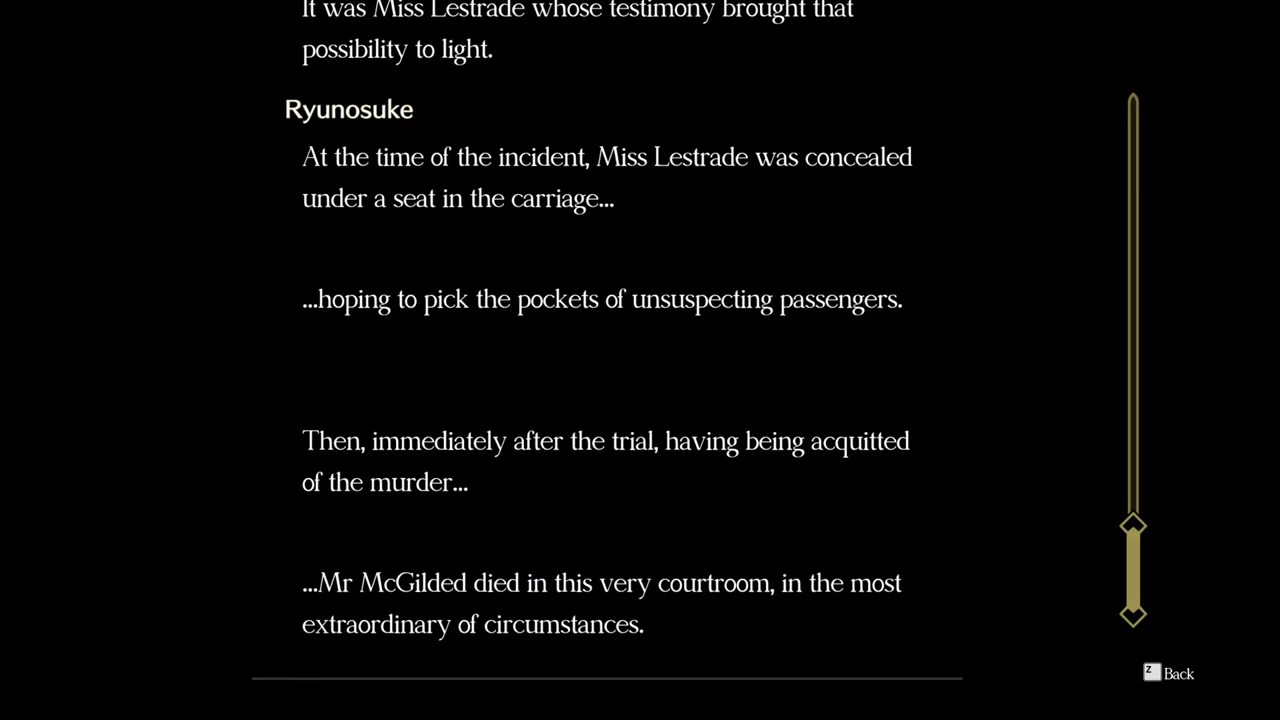 It was Miss Lestrade whose testimony brought that
possibility to light.
Ryunosuke
At the time of the incident, Miss Lestrade was concealed
under a seat in the carriage...
...hoping to pick the pockets of unsuspecting passengers.
Then, immediately after the trial, having being acquitted
of the murder...
...Mr McGilded died in this very courtroom, in the most
extraordinary of circumstances.
Z Back